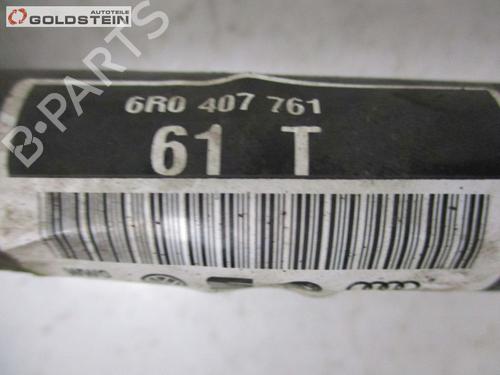 AUTOTEILE
GOLDSTEIN
B-PARTS
6R0 407 761
61 T